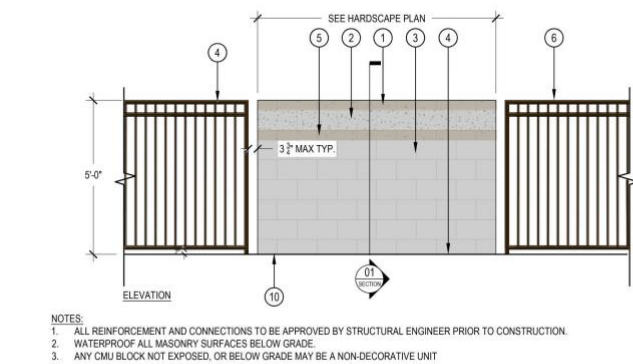 SEE HARDSCAPE PLAN
5
2
1
3
4
6
4
3 3/4" MAX TYP.
5'-0"
01
SECTION
ELEVATION
10
NOTES:
1. ALL REINFORCEMENT AND CONNECTIONS TO BE APPROVED BY STRUCTURAL ENGINEER PRIOR TO CONSTRUCTION.
2. WATERPROOF ALL MASONRY SURFACES BELOW GRADE.
3. ANY CMU BLOCK NOT EXPOSED, OR BELOW GRADE MAY BE A NON-DECORATIVE UNIT